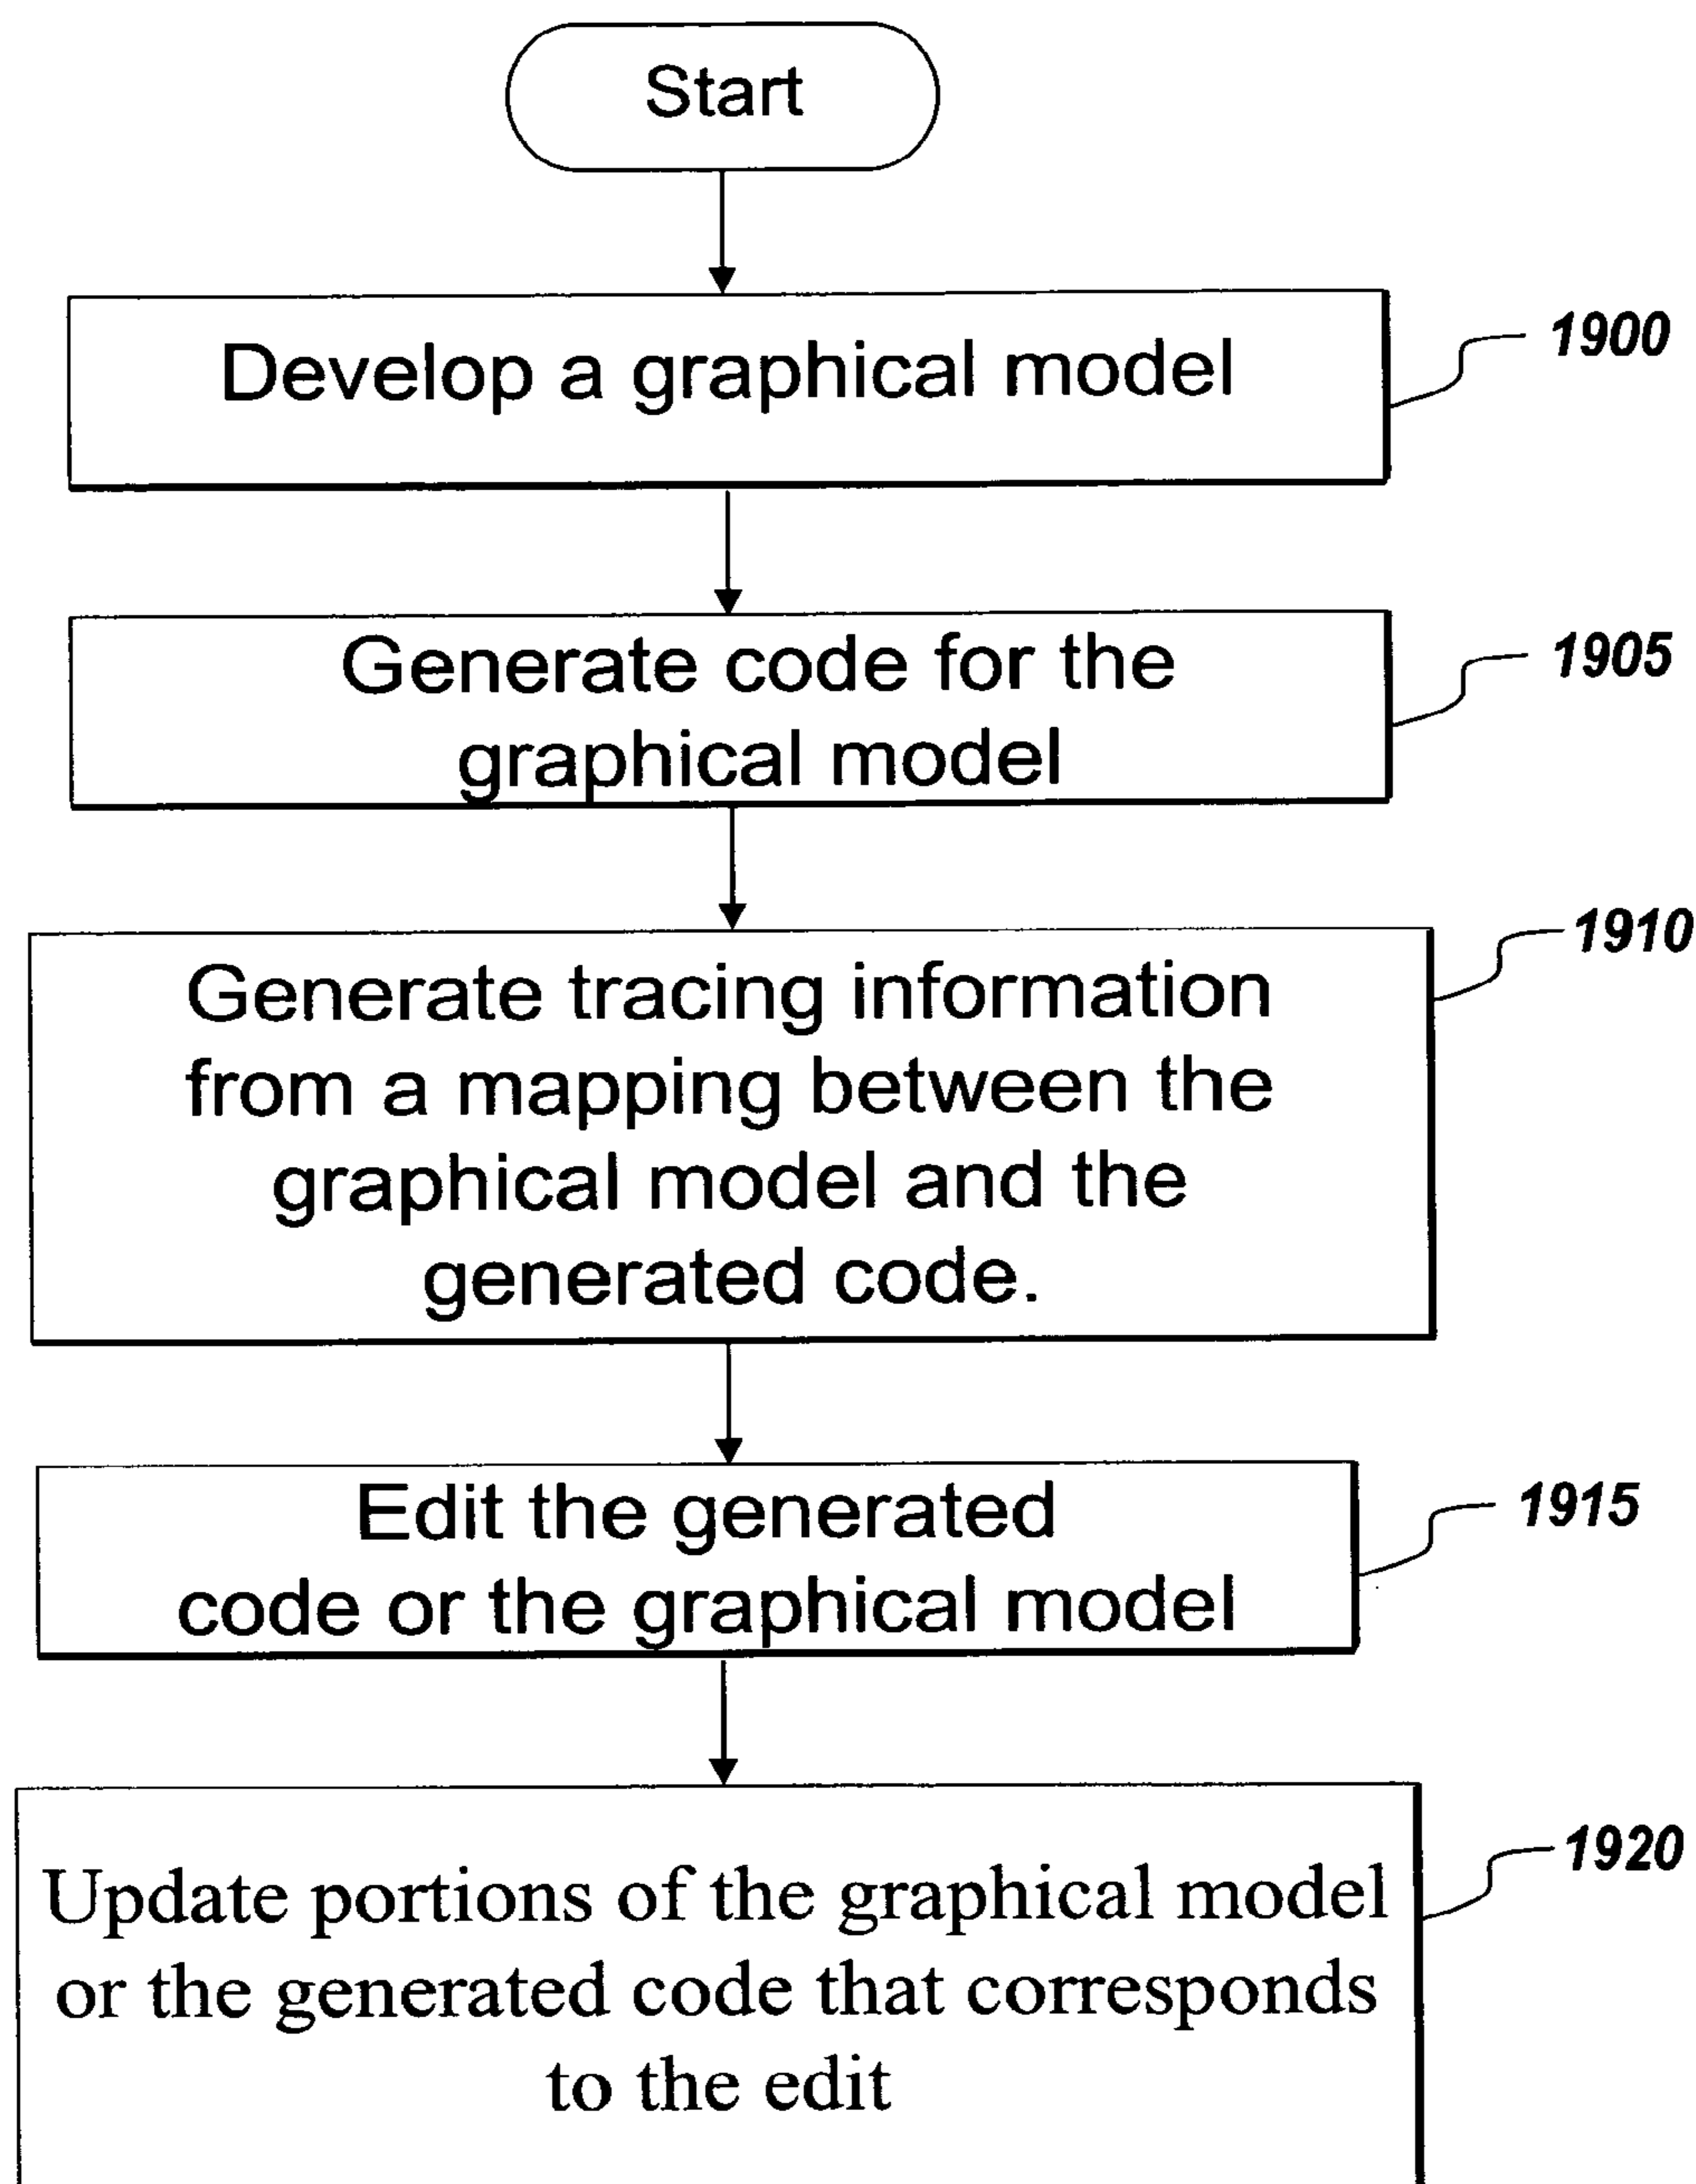 Start
Develop a graphical model
1900
Generate code for the
graphical model
1905
Generate tracing information
from a mapping between the
graphical model and the
generated code.
1910
Edit the generated
code or the graphical model
1915
Update portions of the graphical model
or the generated code that corresponds
to the edit
1920